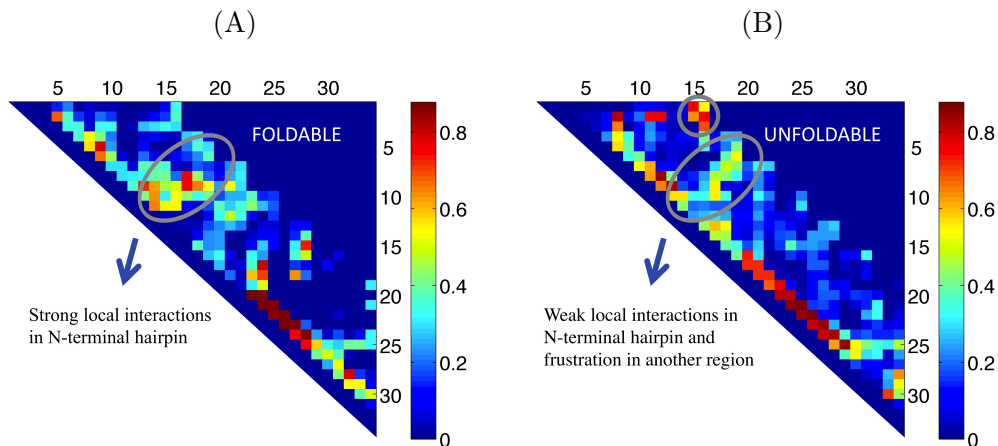 (A)
(B)
5 10 15 20 25 30
5 10 15 20 25 30
FOLDABLE
UNFOLDABLE
5
10
15
20
25
30
0.8
0.6
0.4
0.2
0
5
10
15
20
25
30
0.8
0.6
0.4
0.2
0
Strong local interactions
in N-terminal hairpin
Weak local interactions in
N-terminal hairpin and
frustration in another region